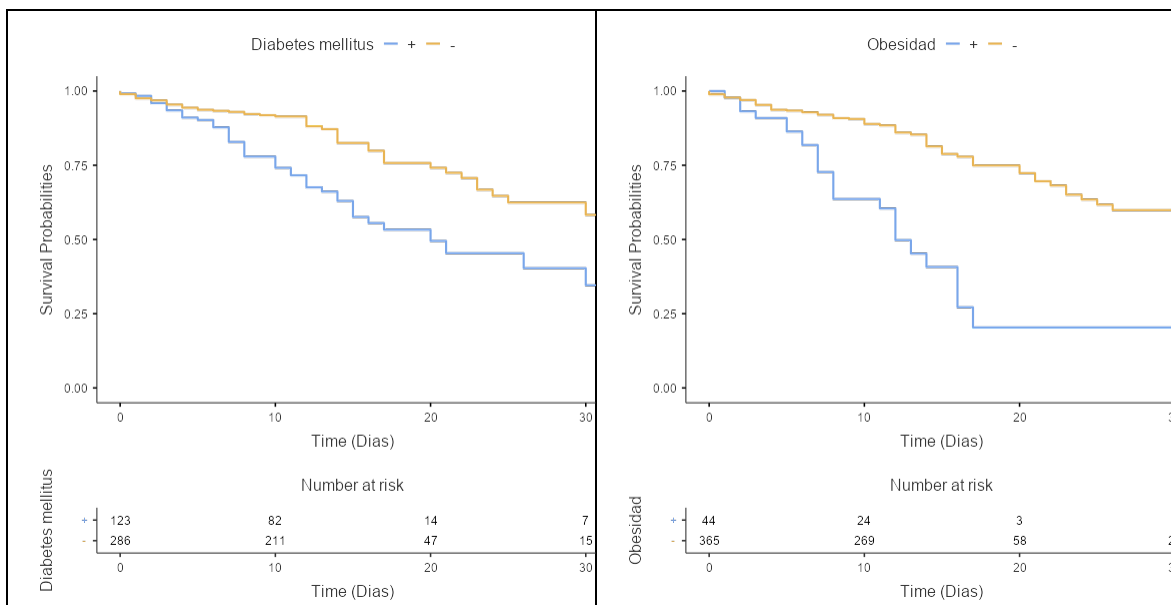 Diabetes mellitus + -
Survival Probabilities
1.00
0.75
0.50
0.25
0.00
0 10 20 30
Time (Dias)
Number at risk
Diabetes mellitus
+ 123 82 14 7
- 286 211 47 15
0 10 20 30
Time (Dias)
Obesidad + -
Survival Probabilities
1.00
0.75
0.50
0.25
0.00
0 10 20
Time (Dias)
Number at risk
Obesidad
+ 44 24 3
- 365 269 58
0 10 20
Time (Dias)